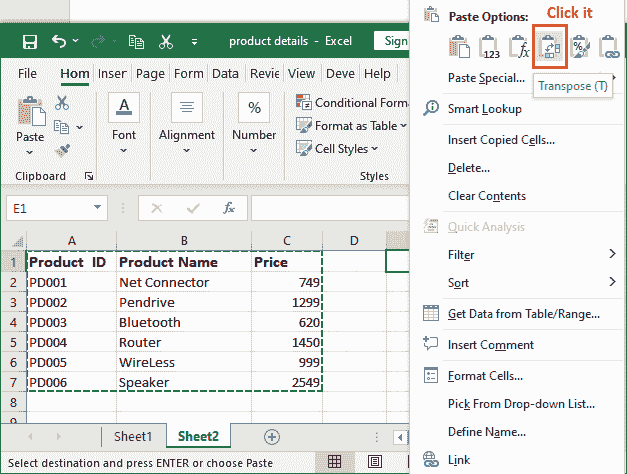 Click it
Paste Options:
123
fx
%
Paste Special...
Transpose (T)
Smart Lookup
Insert Copied Cells...
Delete...
Clear Contents
Quick Analysis
Filter
Sort
Get Data from Table/Range...
Insert Comment
Format Cells...
Pick From Drop-down List...
Define Name...
Link
product details - Excel
Sign
File Hom Inser Page Form Data Revie View Deve Help
Paste
Clipboard
A
Font
Alignment
%
Number
Conditional Forma
Format as Table
Cell Styles
Styles
E1
fx
A B C D
1 Product ID Product Name Price
2 PD001 Net Connector 749
3 PD002 Pendrive 1299
4 PD003 Bluetooth 620
5 PD004 Router 1450
6 PD005 WireLess 999
7 PD006 Speaker 2549
8
9
Sheet1 Sheet2
Select destination and press ENTER or choose Paste